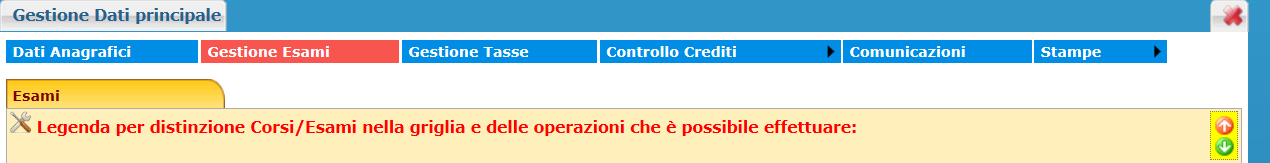 Gestione Dati principale
Dati Anagrafici Gestione Esami Gestione Tasse Controllo Crediti Comunicazioni Stampe
Esami
Legenda per distinzione Corsi/Esami nella griglia e delle operazioni che è possibile effettuare: